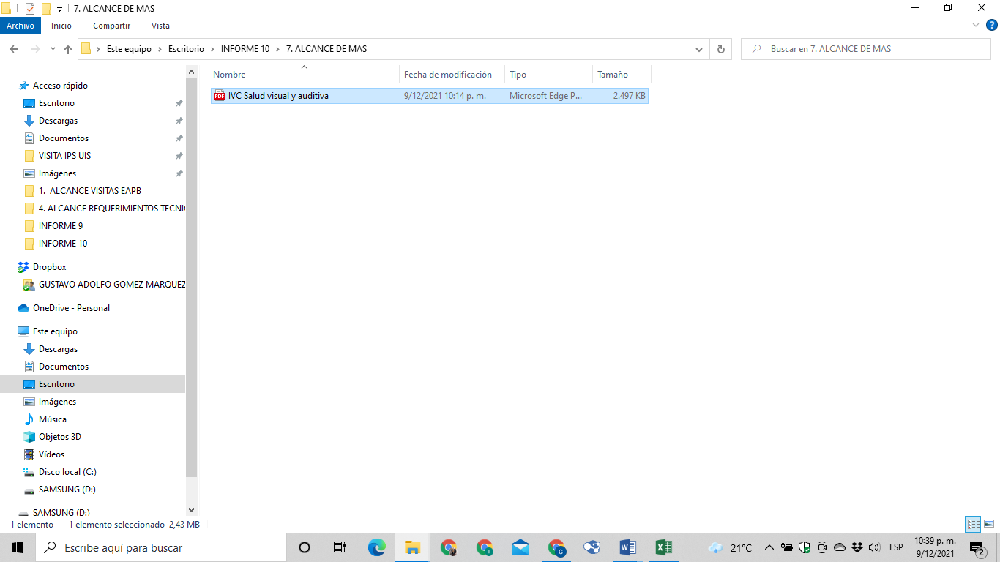 7. ALCANCE DE MAS
Archivo Inicio Compartir Vista
Este equipo Escritorio INFORME 10 7. ALCANCE DE MAS
Buscar en 7. ALCANCE DE MAS
Nombre Fecha de modificación Tipo Tamaño
IVC Salud visual y auditiva 9/12/2021 10:14 p. m. Microsoft Edge P... 2.497 KB
Acceso rápido
Escritorio
Descargas
Documentos
VISITA IPS UIS
Imágenes
1. ALCANCE VISITAS EAPB
4. ALCANCE REQUERIMIENTOS TECNI
INFORME 9
INFORME 10
Dropbox
GUSTAVO ADOLFO GOMEZ MARQUEZ
OneDrive - Personal
Este equipo
Descargas
Documentos
Escritorio
Imágenes
Música
Objetos 3D
Vídeos
Disco local (C:)
SAMSUNG (D:)
SAMSUNG (D:)
1 elemento 1 elemento seleccionado 2,43 MB
Escribe aquí para buscar
21°C
ESP
10:39 p. m.
9/12/2021
2